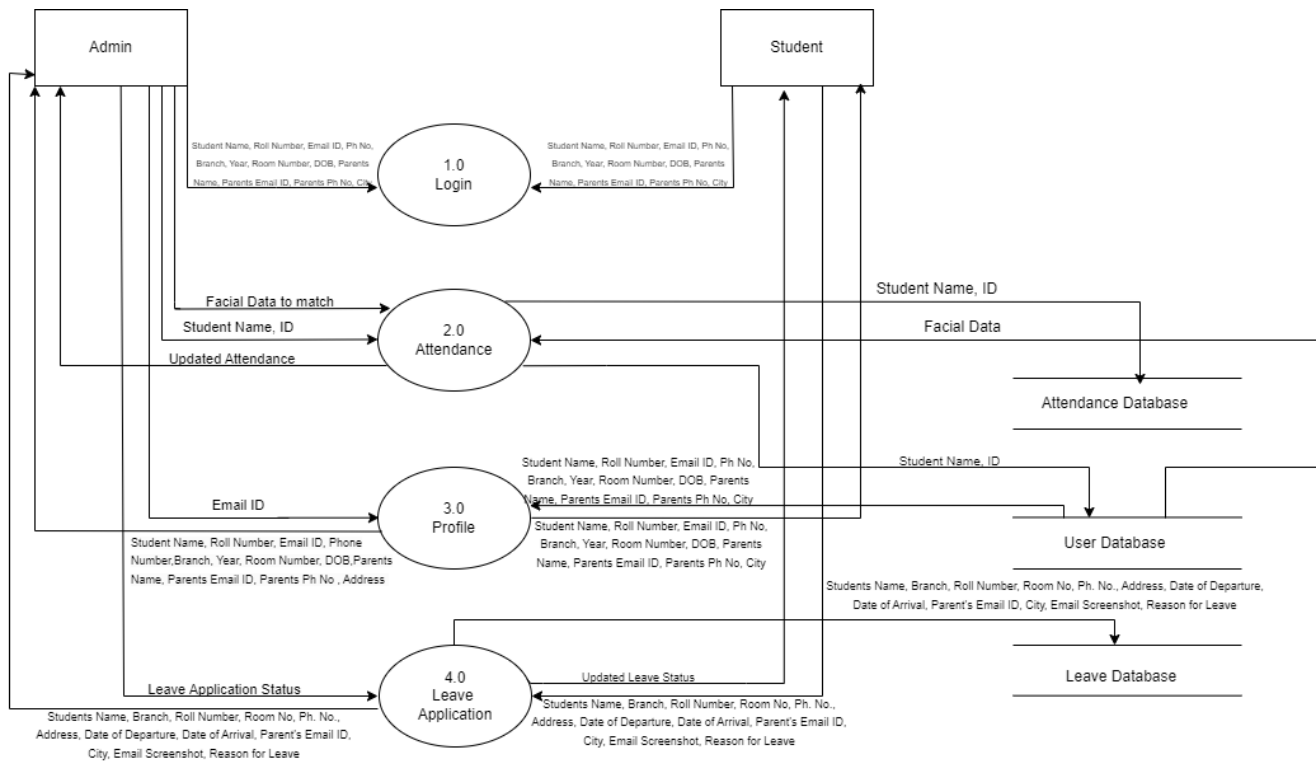 Admin
Student
Student Name, Roll Number, Email ID, Ph No,
Branch, Year, Room Number, DOB, Parents
Name, Parents Email ID, Parents Ph No, City
1.0
Login
Student Name, Roll Number, Email ID, Ph No,
Branch, Year, Room Number, DOB, Parents
Name, Parents Email ID, Parents Ph No, City
Facial Data to match
Student Name, ID
Updated Attendance
2.0
Attendance
Student Name, ID
Facial Data
Attendance Database
Student Name, ID
Student Name, Roll Number, Email ID, Ph No,
Branch, Year, Room Number, DOB, Parents
Name, Parents Email ID, Parents Ph No, City
Email ID
3.0
Profile
Student Name, Roll Number, Email ID, Ph No,
Branch, Year, Room Number, DOB, Parents
Name, Parents Email ID, Parents Ph No, City
Student Name, Roll Number, Email ID, Phone
Number,Branch, Year, Room Number, DOB,Parents
Name, Parents Email ID, Parents Ph No , Address
User Database
Students Name, Branch, Roll Number, Room No, Ph. No., Address, Date of Departure,
Date of Arrival, Parent's Email ID, City, Email Screenshot, Reason for Leave
Leave Database
4.0
Leave
Application
Leave Application Status
Updated Leave Status
Students Name, Branch, Roll Number, Room No, Ph. No.,
Address, Date of Departure, Date of Arrival, Parent's Email ID,
City, Email Screenshot, Reason for Leave
Students Name, Branch, Roll Number, Room No, Ph. No.,
Address, Date of Departure, Date of Arrival, Parent's Email ID,
City, Email Screenshot, Reason for Leave